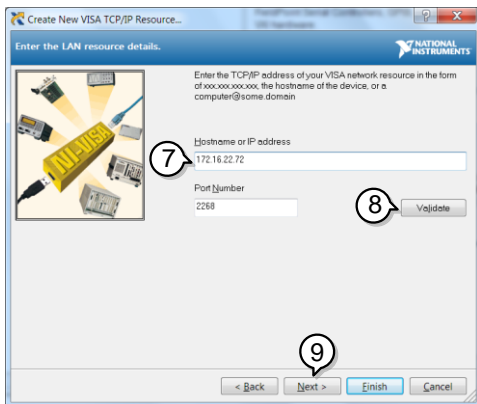 Create New VISA TCP/IP Resource...
Enter the LAN resource details.
NATIONAL
INSTRUMENTS
Enter the TCP/IP address of your VISA network resource in the form
of xxx.xxx.xxx.xxx, the hostname of the device, or a
computer@some.domain
NI-VISA
Hostname or IP address
7
172.16.22.72
Port Number
2268
8
Validate
9
< Back
Next >
Finish
Cancel